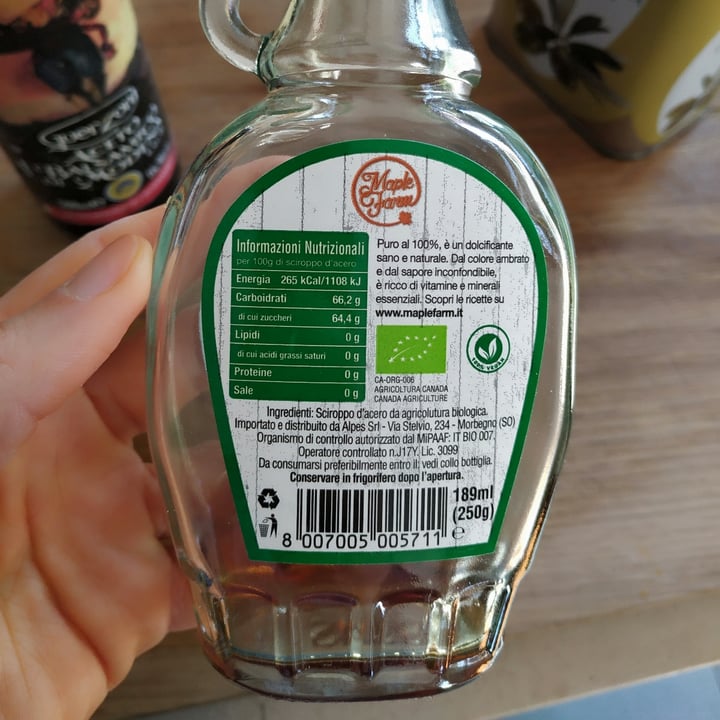 Guerzoni
Maple
Farm
Informazioni Nutrizionali
per 100g di sciroppo d'acero
Energia 265 kCal/1108 kJ
Carboidrati 66,2 g
di cui zuccheri 64,4 g
Lipidi 0 g
di cui acidi grassi saturi 0 g
Proteine 0 g
Sale 0 g
Puro al 100%, è un dolcificante
sano e naturale. Dal colore ambrato
e dal sapore inconfondibile,
è ricco di vitamine e minerali
essenziali. Scopri le ricette su
www.maplefarm.it
CA-ORG-006
AGRICOLTURA CANADA
CANADA AGRICULTURE
100% VEGAN
Ingredienti: Sciroppo d'acero da agricolutura biologica.
Importato e distribuito da Alpes Srl - Via Stelvio, 234 - Morbegno (SO)
Organismo di controllo autorizzato dal MiPAAF: IT BIO 007.
Operatore controllato n.J17Y. Lic. 3099
Da consumarsi preferibilmente entro il: vedi collo bottiglia.
Conservare in frigorifero dopo l'apertura.
189ml
(250g)
8 007005 005711 e